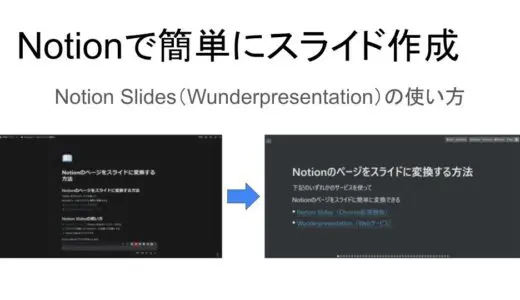 Notionで簡単にスライド作成
Notion Slides（Wunderpresentation）の使い方
Notionのページをスライドに変換する
方法
Notionのページをスライドに変換する方法
Notion Slidesの使い方
Notionのページをスライドに変換する方法
下記のいずれかのサービスを使って
Notionのページをスライドに簡単に変換できる
Notion Slides（Chrome拡張機能）
Wunderpresentation（Webサービス）